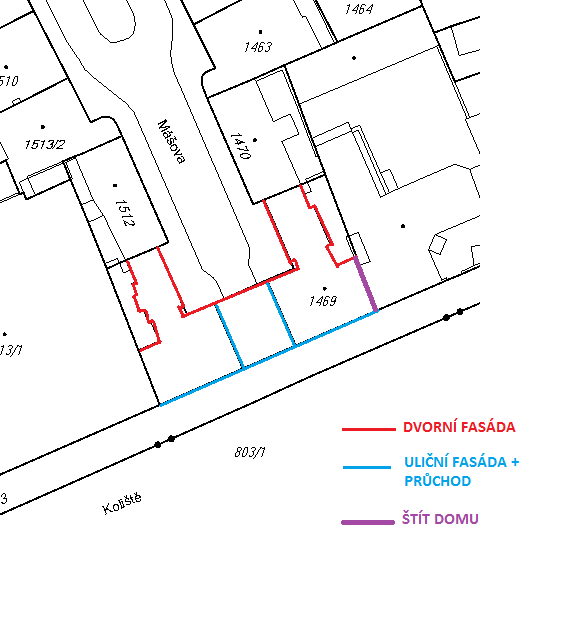 1464
1463
510
1513/2
Mášova
1470
1512
1469
13/1
803/1
3
Koliště
DVORNÍ FASÁDA
ULIČNÍ FASÁDA +
PRŮCHOD
ŠTÍT DOMU